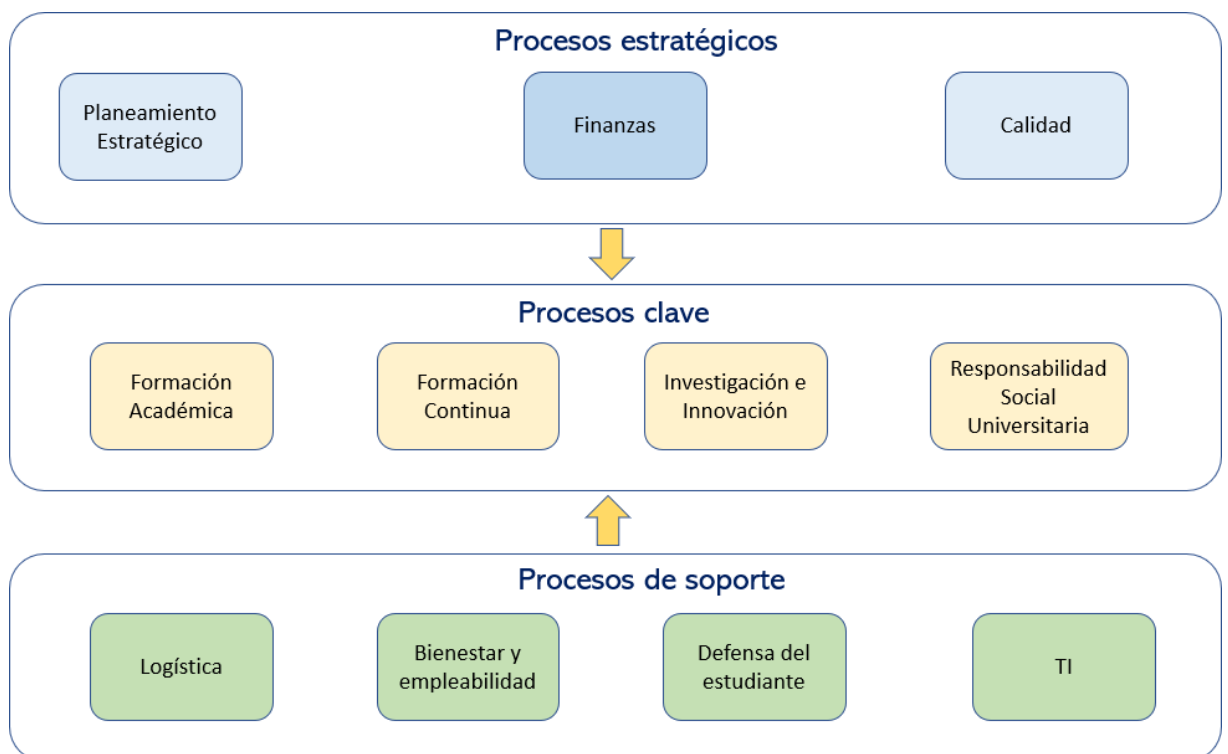 Procesos estratégicos
Planeamiento
Estratégico
Finanzas
Calidad
Procesos clave
Formación
Académica
Formación
Continua
Investigación e
Innovación
Responsabilidad
Social
Universitaria
Procesos de soporte
Logística
Bienestar y
empleabilidad
Defensa del
estudiante
TI